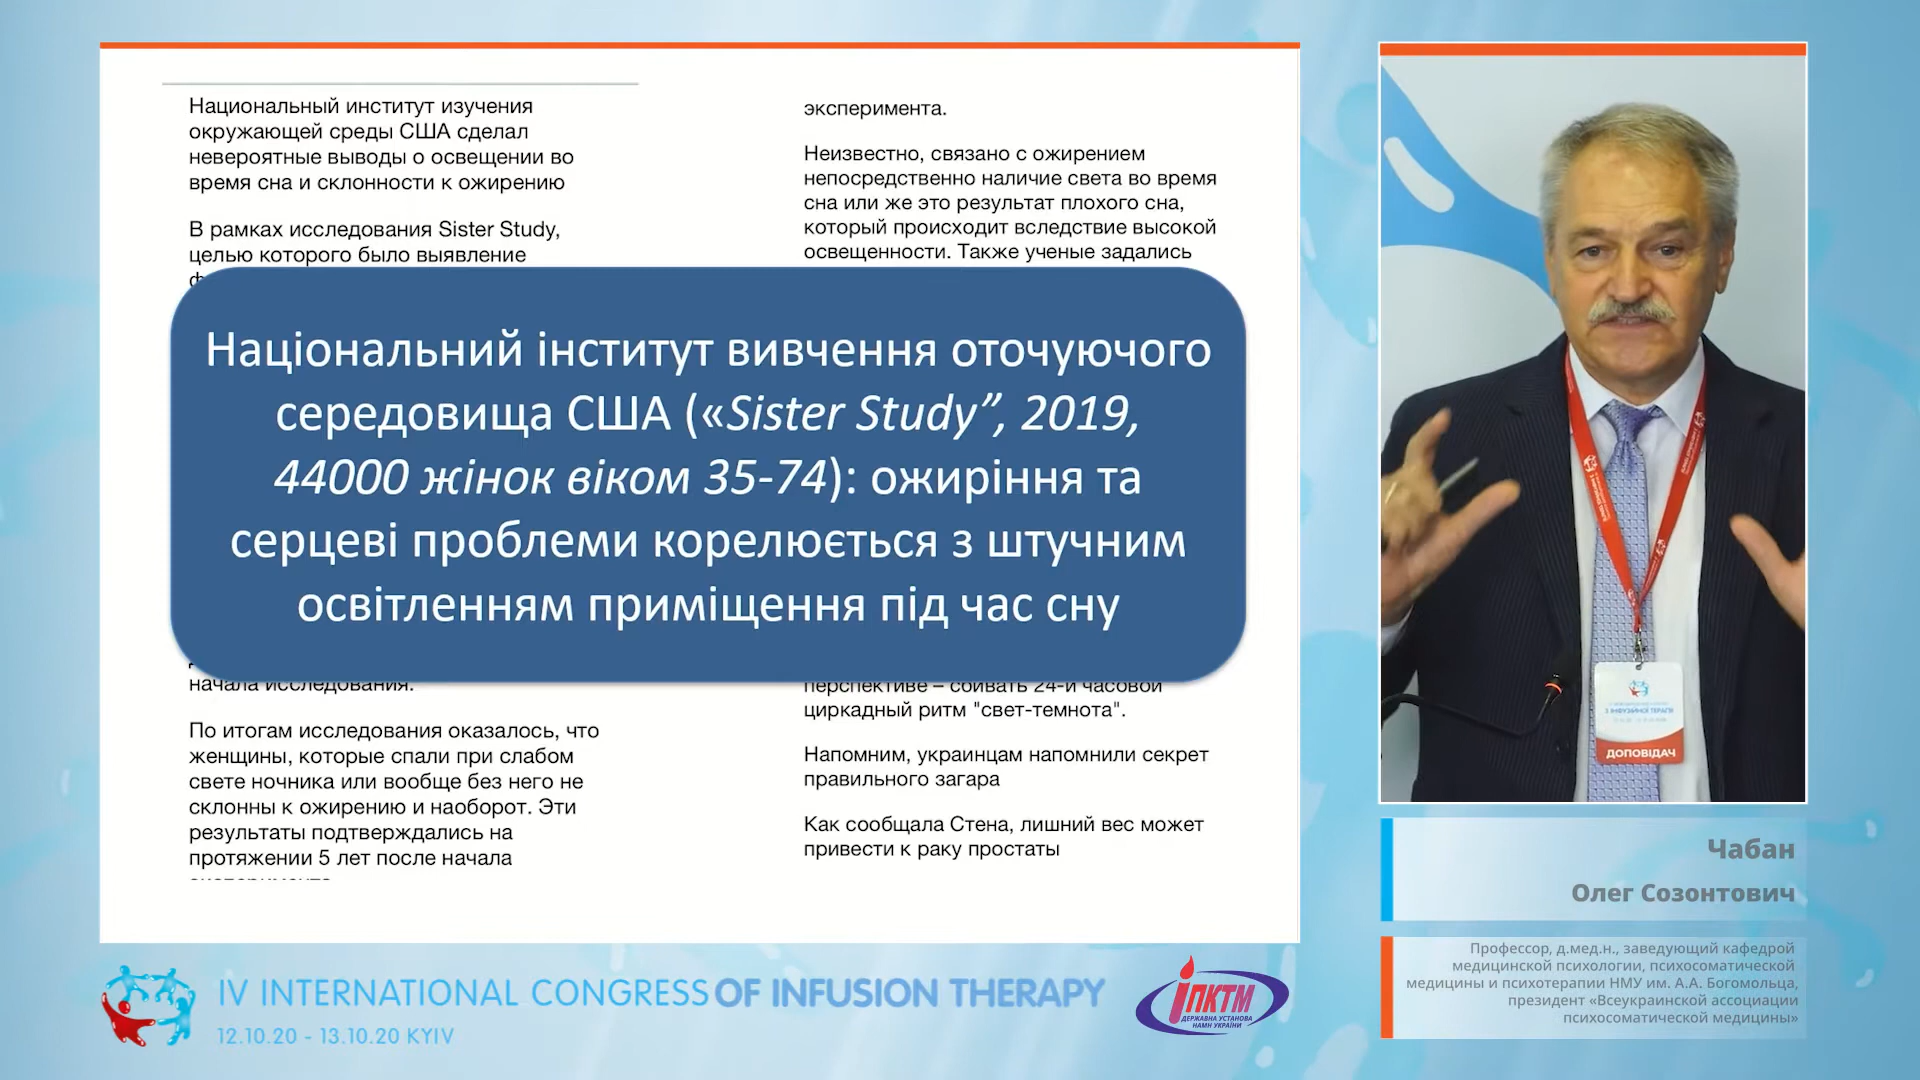 Национальный институт изучения
окружающей среды США сделал
невероятные выводы о освещении во
время сна и склонности к ожирению
В рамках исследования Sister Study,
целью которого было выявление
начала исследования.
По итогам исследования оказалось, что
женщины, которые спали при слабом
свете ночника или вообще без него не
склонны к ожирению и наоборот. Эти
результаты подтверждались на
протяжении 5 лет после начала
эксперимента.
Неизвестно, связано с ожирением
непосредственно наличие света во время
сна или же это результат плохого сна,
который происходит вследствие высокой
освещенности. Также ученые задались
перспективе – сбивать 24-и часовой
циркадный ритм "свет-темнота".
Напомним, украинцам напомнили секрет
правильного загара
Как сообщала Стена, лишний вес может
привести к раку простаты
Національний інститут вивчення оточуючого
середовища США («Sister Study”, 2019,
44000 жінок віком 35-74): ожиріння та
серцеві проблеми корелюється з штучним
освітленням приміщення під час сну
З ІНФУЗІЙНОЇ ТЕРАПІЇ
ДОПОВІДАЧ
Чабан
Олег Созонтович
Профессор, д.мед.н., заведующий кафедрой
медицинской психологии, психосоматической
медицины и психотерапии НМУ им. А.А. Богомольца,
президент «Всеукраинской ассоциации
психосоматической медицины»
IV INTERNATIONAL CONGRESS OF INFUSION THERAPY
12.10.20 - 13.10.20 KYIV
ІПКТМ
ДЕРЖАВНА УСТАНОВА
НАМН УКРАЇНИ